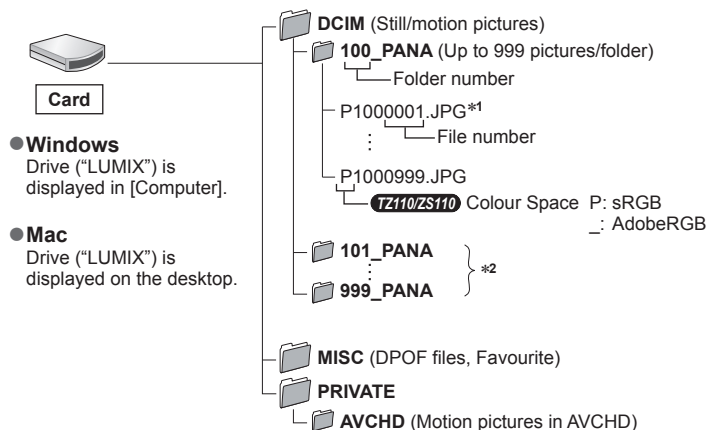 DCIM (Still/motion pictures)
100_PANA (Up to 999 pictures/folder)
Folder number
Card
P1000001.JPG*1
File number
●Windows
Drive (“LUMIX”) is
displayed in [Computer].
P1000999.JPG
TZ110/ZS110 Colour Space P: sRGB
_: AdobeRGB
●Mac
Drive (“LUMIX”) is
displayed on the desktop.
101_PANA
*2
999_PANA
MISC (DPOF files, Favourite)
PRIVATE
AVCHD (Motion pictures in AVCHD)